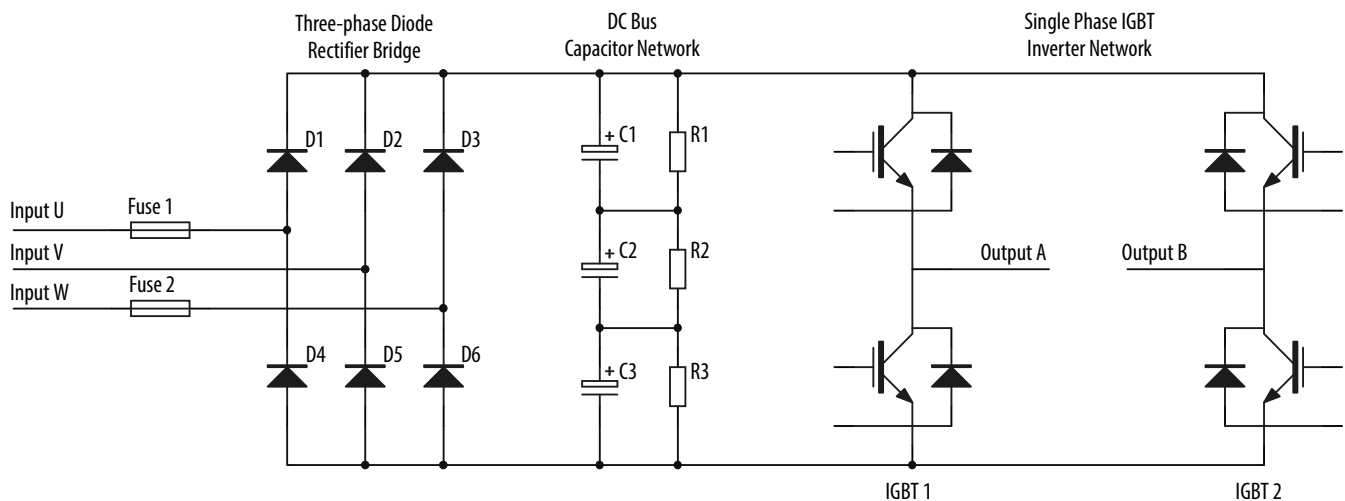 Three-phase Diode
Rectifier Bridge
DC Bus
Capacitor Network
Single Phase IGBT
Inverter Network
D1
D2
D3
+ C1
R1
Input U
Fuse 1
Input V
+ C2
R2
Output A
Output B
Input W
Fuse 2
D4
D5
D6
+ C3
R3
IGBT 1
IGBT 2